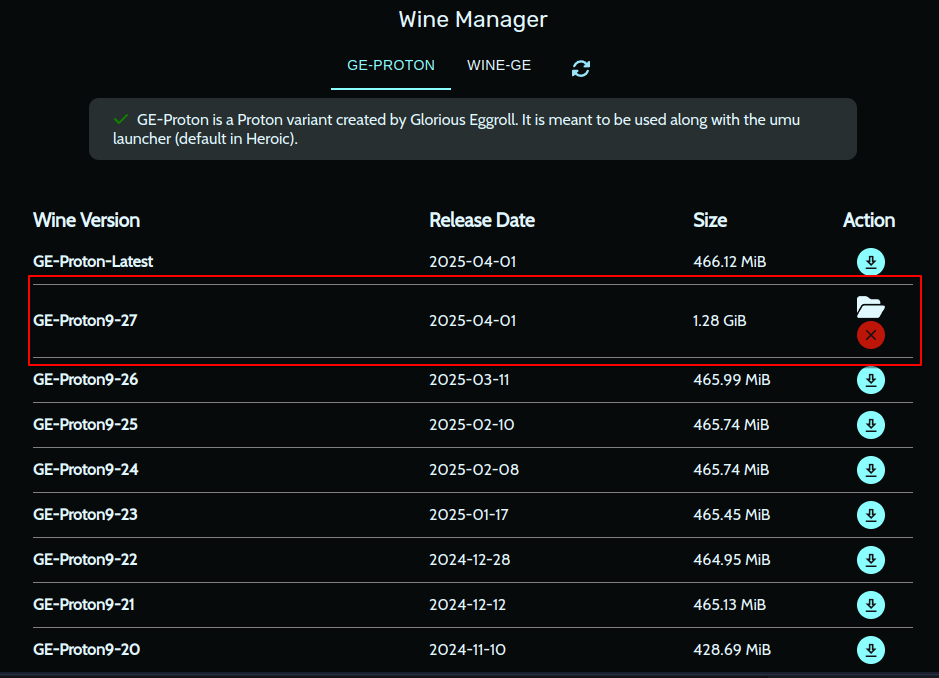 Wine Manager
GE-PROTON WINE-GE
GE-Proton is a Proton variant created by Glorious Eggroll. It is meant to be used along with the umu
launcher (default in Heroic).
Wine Version Release Date Size Action
GE-Proton-Latest 2025-04-01 466.12 MiB
GE-Proton9-27 2025-04-01 1.28 GiB
GE-Proton9-26 2025-03-11 465.99 MiB
GE-Proton9-25 2025-02-10 465.74 MiB
GE-Proton9-24 2025-02-08 465.74 MiB
GE-Proton9-23 2025-01-17 465.45 MiB
GE-Proton9-22 2024-12-28 464.95 MiB
GE-Proton9-21 2024-12-12 465.13 MiB
GE-Proton9-20 2024-11-10 428.69 MiB